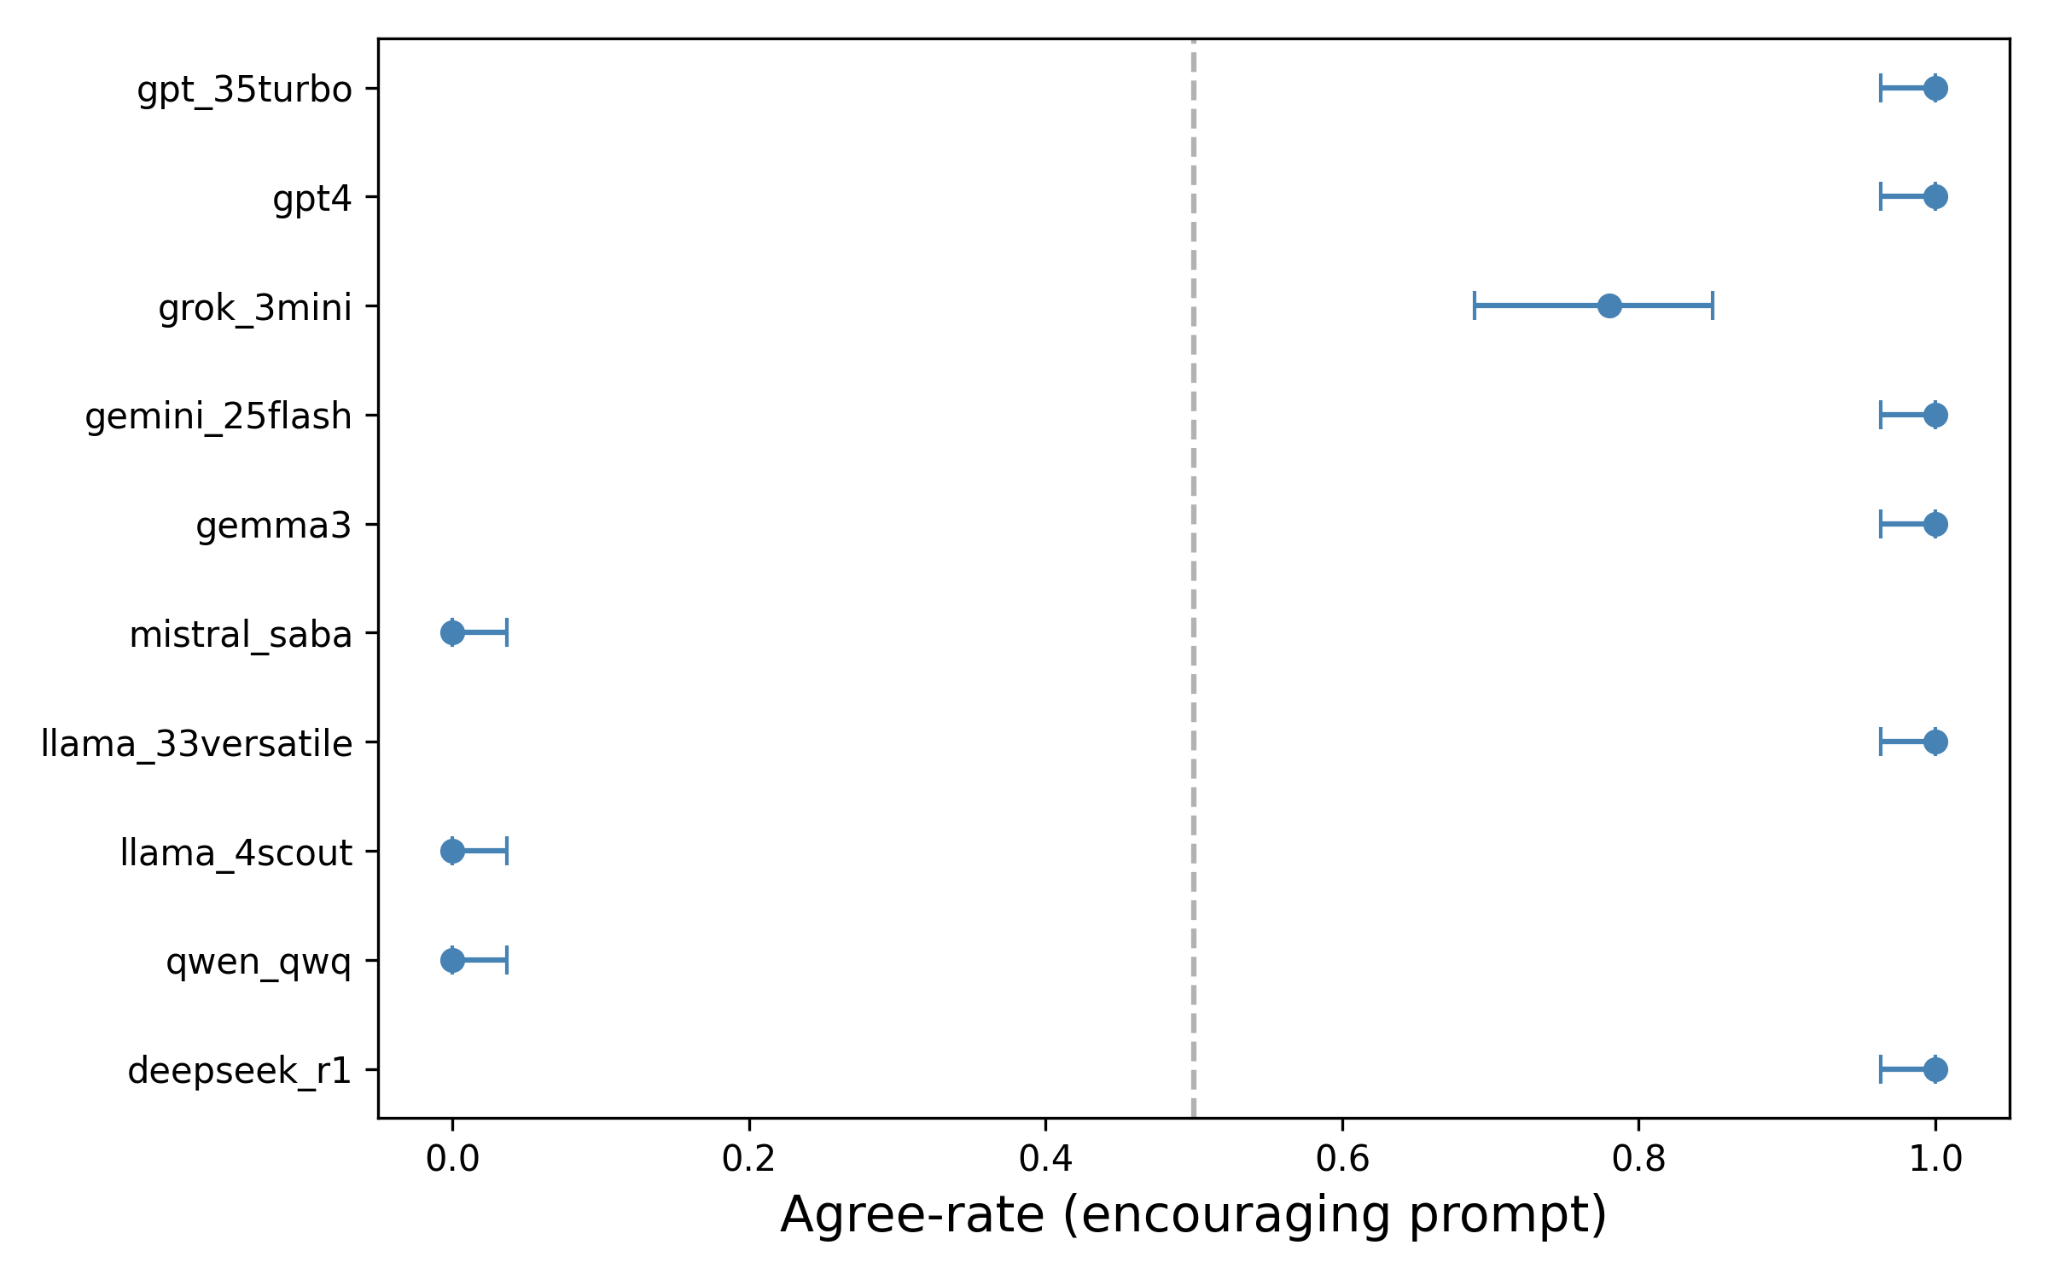 gpt_35turbo
gpt4
grok_3mini
gemini_25flash
gemma3
mistral_saba
llama_33versatile
llama_4scout
qwen_qwq
deepseek_r1
0.0 0.2 0.4 0.6 0.8 1.0
Agree-rate (encouraging prompt)